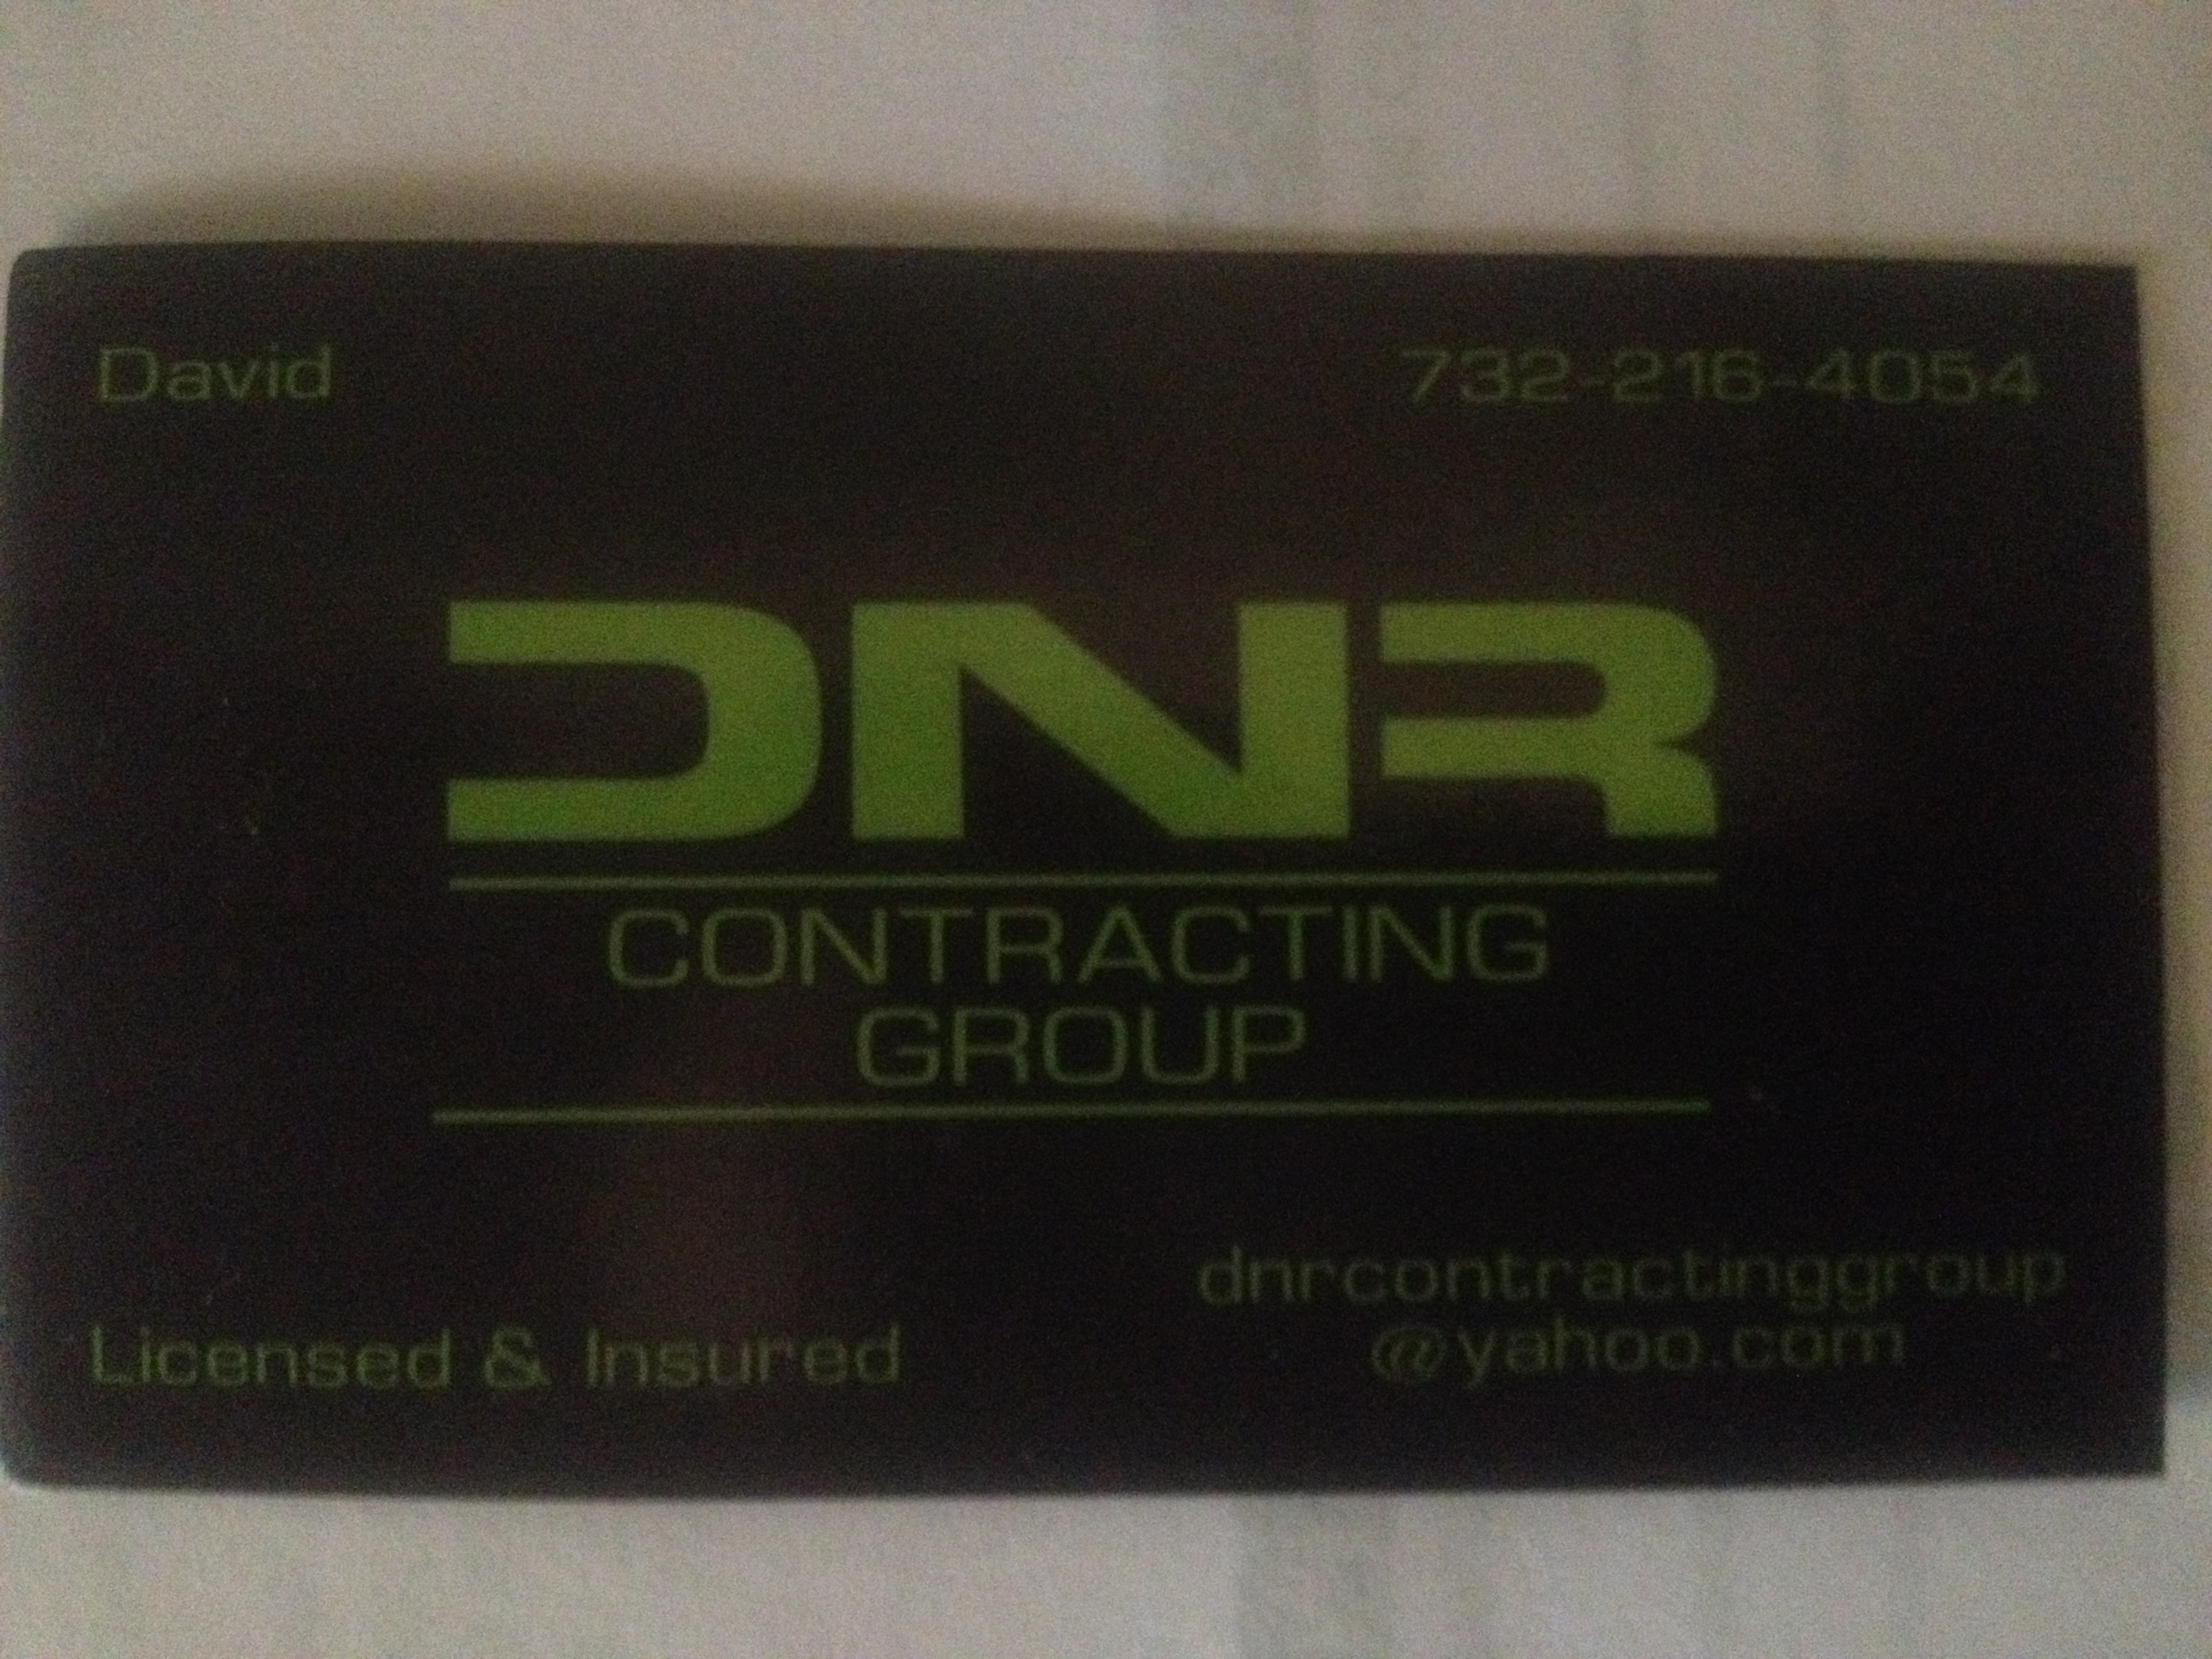 David
732-216-4054
DNR
CONTRACTING
GROUP
Licensed & Insured
dnrcontractinggroup
@yahoo.com